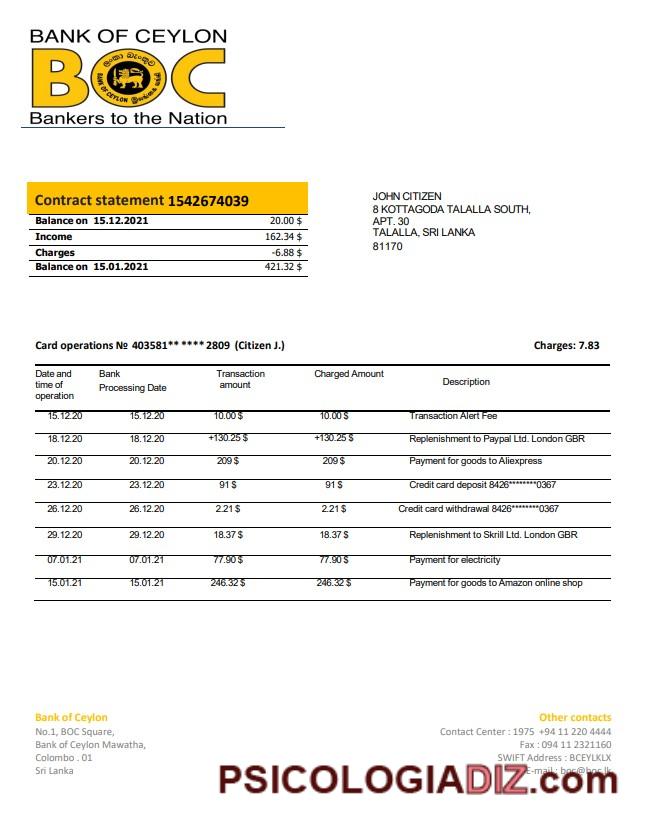 BANK OF CEYLON
BOC
ලංකා බැංකුව
BANK OF CEYLON
Bankers to the Nation
Contract statement 1542674039
Balance on 15.12.2021 20.00 $
Income 162.34 $
Charges -6.88 $
Balance on 15.01.2021 421.32 $
JOHN CITIZEN
8 KOTTAGODA TALALLA SOUTH,
APT. 30
TALALLA, SRI LANKA
81170
Card operations № 403581** **** 2809 (Citizen J.) Charges: 7.83
Date and time of operation Bank Processing Date Transaction amount Charged Amount Description
15.12.20 15.12.20 10.00 $ 10.00 $ Transaction Alert Fee
18.12.20 18.12.20 +130.25 $ +130.25 $ Replenishment to Paypal Ltd. London GBR
20.12.20 20.12.20 209 $ 209 $ Payment for goods to Aliexpress
23.12.20 23.12.20 91 $ 91 $ Credit card deposit 8426********0367
26.12.20 26.12.20 2.21 $ 2.21 $ Credit card withdrawal 8426********0367
29.12.20 29.12.20 18.37 $ 18.37 $ Replenishment to Skrill Ltd. London GBR
07.01.21 07.01.21 77.90 $ 77.90 $ Payment for electricity
15.01.21 15.01.21 246.32 $ 246.32 $ Payment for goods to Amazon online shop
Bank of Ceylon
No.1, BOC Square,
Bank of Ceylon Mawatha,
Colombo . 01
Sri Lanka
Other contacts
Contact Center : 1975 +94 11 220 4444
Fax : 094 11 2321160
SWIFT Address : BCEYLKLX
E-mail : boc@boc.lk
PSICOLOGIADIZ.com